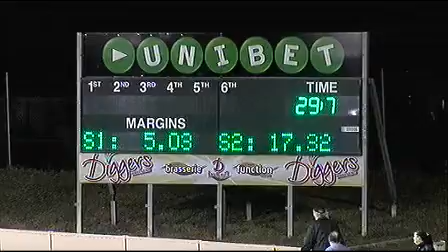 UNIBET
1ST 2ND 3RD 4TH 5TH 6TH TIME
29.7
MARGINS
S1: 5.03 S2: 17.32
Diggers brasserie D function Diggers